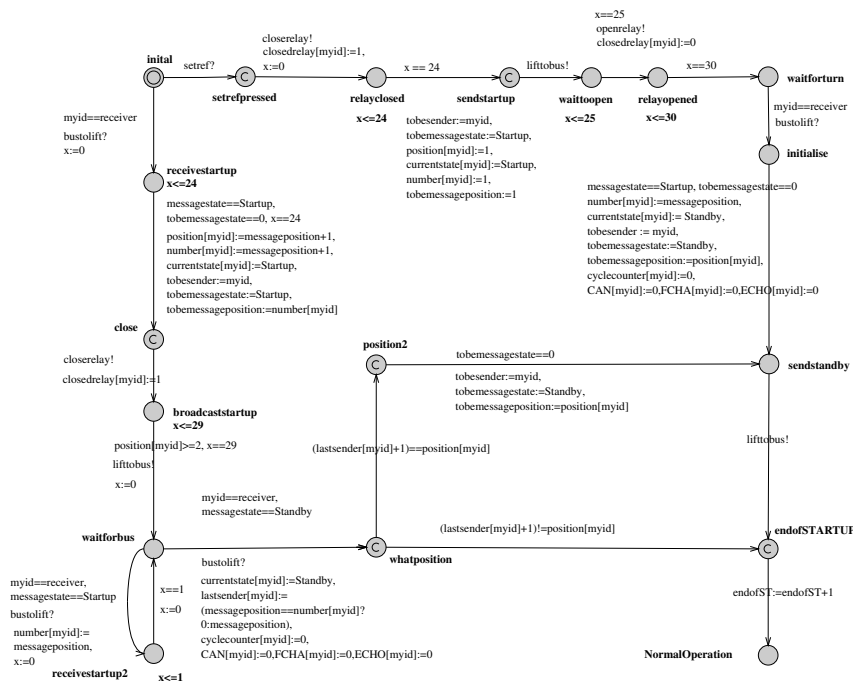 x==25
openrelay!
closedrelay[myid]:=0
closerelay!
closedrelay[myid]:=1,
x:=0
inital
setref?
x == 24
lifttobus!
x==30
setrefpressed
relayclosed
x<=24
sendstartup
waittoopen
x<=25
relayopened
x<=30
waitforturn
C
C
myid==receiver
bustolift?
x:=0
tobesender:=myid,
tobemessagestate:=Startup,
position[myid]:=1,
currentstate[myid]:=Startup,
number[myid]:=1,
tobemessageposition:=1
myid==receiver
bustolift?
initialise
receivestartup
x<=24
messagestate==Startup,
tobemessagestate==0, x==24
position[myid]:=messageposition+1,
number[myid]:=messageposition+1,
currentstate[myid]:=Startup,
tobesender:=myid,
tobemessagestate:=Startup,
tobemessageposition:=number[myid]
messagestate==Startup, tobemessagestate==0
number[myid]:=messageposition,
currentstate[myid]:= Standby,
tobesender := myid,
tobemessagestate:=Standby,
tobemessageposition:=position[myid],
cyclecounter[myid]:=0,
CAN[myid]:=0,FCHA[myid]:=0,ECHO[myid]:=0
close
C
closerelay!
closedrelay[myid]:=1
position2
C
tobemessagestate==0
tobesender:=myid,
tobemessagestate:=Standby,
tobemessageposition:=position[myid]
sendstandby
broadcaststartup
x<=29
position[myid]>=2, x==29
lifttobus!
x:=0
(lastsender[myid]+1)==position[myid]
lifttobus!
myid==receiver,
messagestate==Standby
waitforbus
(lastsender[myid]+1)!=position[myid]
endofSTARTUP
C
C
whatposition
bustolift?
currentstate[myid]:=Standby,
lastsender[myid]:=
(messageposition==number[myid]?
0:messageposition),
cyclecounter[myid]:=0,
CAN[myid]:=0,FCHA[myid]:=0,ECHO[myid]:=0
myid==receiver,
messagestate==Startup
bustolift?
number[myid]:=
messageposition,
x:=0
x==1
x:=0
endofST:=endofST+1
receivestartup2
x<=1
NormalOperation